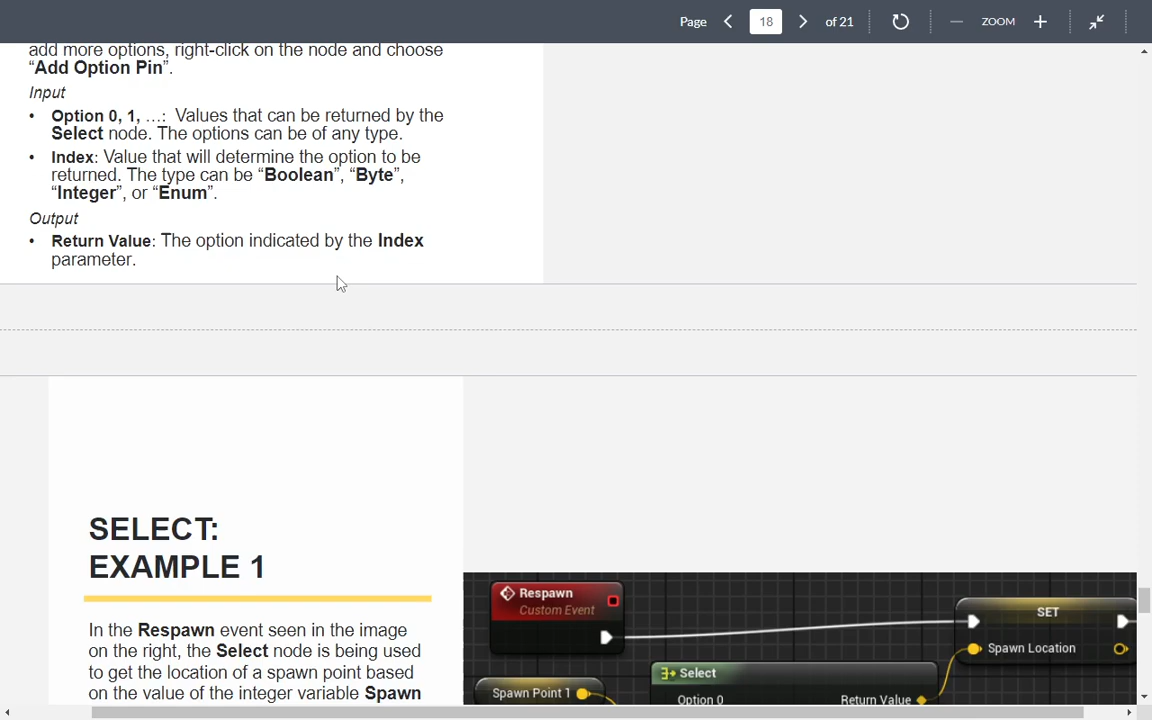 Page 18 of 21 ZOOM
add more options, right-click on the node and choose
“Add Option Pin”.
Input
• Option 0, 1, …: Values that can be returned by the
Select node. The options can be of any type.
• Index: Value that will determine the option to be
returned. The type can be “Boolean”, “Byte”,
“Integer”, or “Enum”.
Output
• Return Value: The option indicated by the Index
parameter.
SELECT:
EXAMPLE 1
In the Respawn event seen in the image
on the right, the Select node is being used
to get the location of a spawn point based
on the value of the integer variable Spawn
Respawn
Custom Event
SET
Spawn Location
Select
Spawn Point 1
Option 0 Return Value